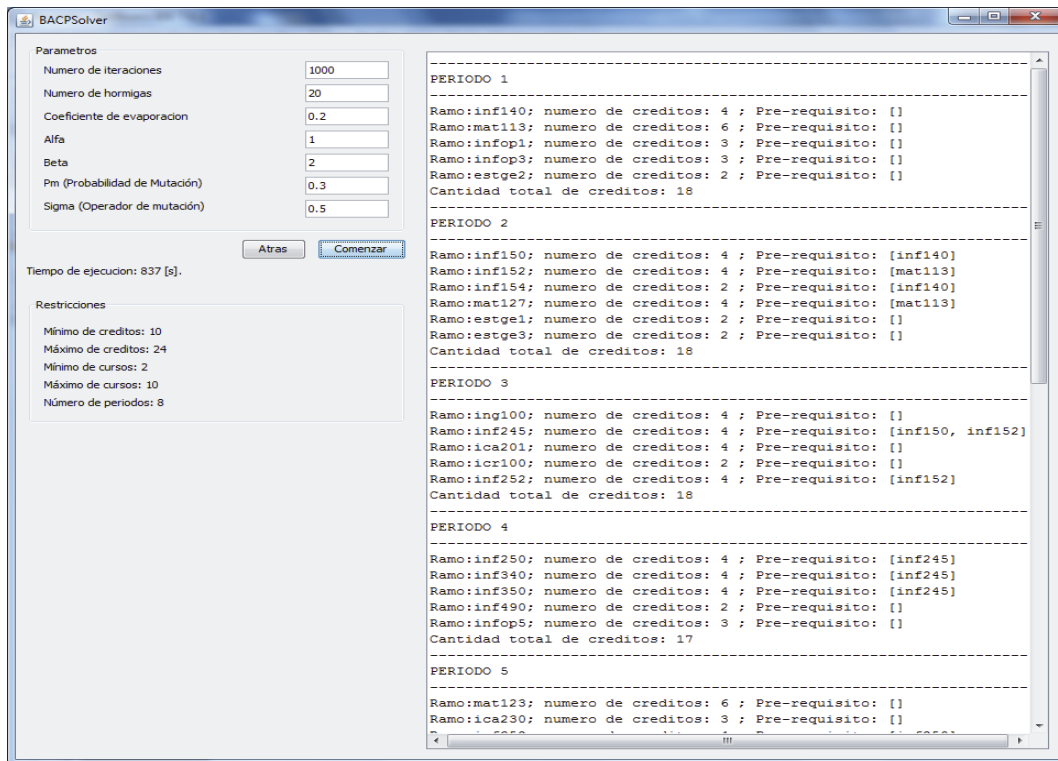 BACPSolver
Parametros
Numero de iteraciones 1000
Numero de hormigas 20
Coeficiente de evaporacion 0.2
Alfa 1
Beta 2
Pm (Probabilidad de Mutación) 0.3
Sigma (Operador de mutación) 0.5
Atras Comenzar
Tiempo de ejecucion: 837 [s].
Restricciones
Mínimo de creditos: 10
Máximo de creditos: 24
Mínimo de cursos: 2
Máximo de cursos: 10
Número de periodos: 8
PERIODO 1
Ramo:inf140; numero de creditos: 4 ; Pre-requisito: []
Ramo:mat113; numero de creditos: 6 ; Pre-requisito: []
Ramo:infop1; numero de creditos: 3 ; Pre-requisito: []
Ramo:infop3; numero de creditos: 3 ; Pre-requisito: []
Ramo:estge2; numero de creditos: 2 ; Pre-requisito: []
Cantidad total de creditos: 18
PERIODO 2
Ramo:inf150; numero de creditos: 4 ; Pre-requisito: [inf140]
Ramo:inf152; numero de creditos: 4 ; Pre-requisito: [mat113]
Ramo:inf154; numero de creditos: 2 ; Pre-requisito: [inf140]
Ramo:mat127; numero de creditos: 4 ; Pre-requisito: [mat113]
Ramo:estge1; numero de creditos: 2 ; Pre-requisito: []
Ramo:estge3; numero de creditos: 2 ; Pre-requisito: []
Cantidad total de creditos: 18
PERIODO 3
Ramo:ing100; numero de creditos: 4 ; Pre-requisito: []
Ramo:inf245; numero de creditos: 4 ; Pre-requisito: [inf150, inf152]
Ramo:ica201; numero de creditos: 4 ; Pre-requisito: []
Ramo:icr100; numero de creditos: 2 ; Pre-requisito: []
Ramo:inf252; numero de creditos: 4 ; Pre-requisito: [inf152]
Cantidad total de creditos: 18
PERIODO 4
Ramo:inf250; numero de creditos: 4 ; Pre-requisito: [inf245]
Ramo:inf340; numero de creditos: 4 ; Pre-requisito: [inf245]
Ramo:inf350; numero de creditos: 4 ; Pre-requisito: [inf245]
Ramo:inf490; numero de creditos: 2 ; Pre-requisito: []
Ramo:infop5; numero de creditos: 3 ; Pre-requisito: []
Cantidad total de creditos: 17
PERIODO 5
Ramo:mat123; numero de creditos: 6 ; Pre-requisito: []
Ramo:ica230; numero de creditos: 3 ; Pre-requisito: []